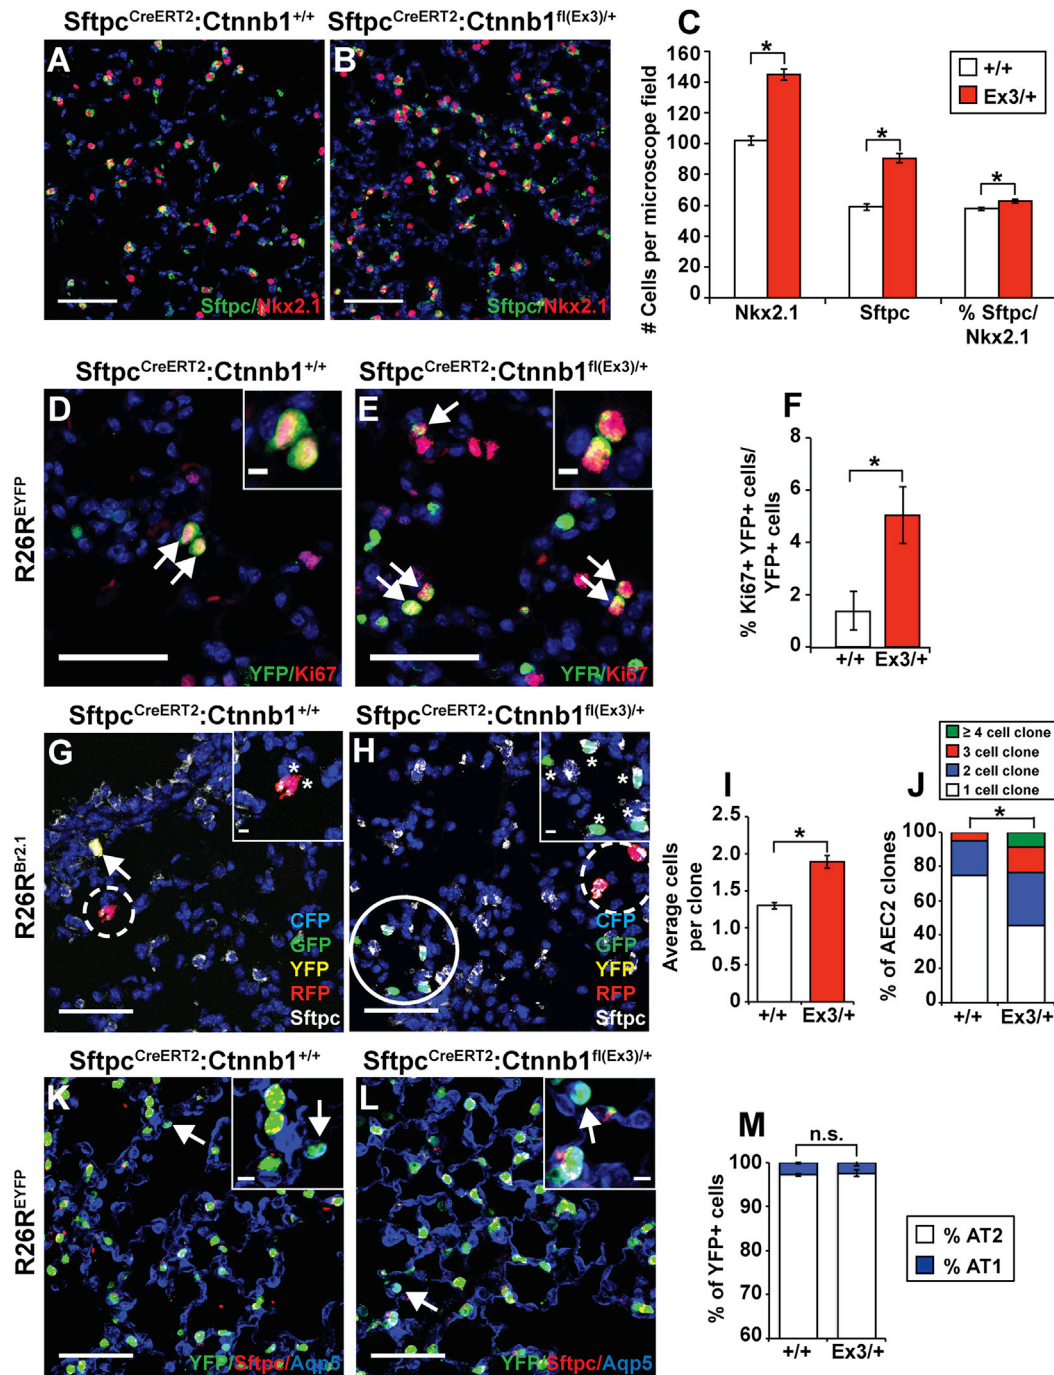 Sftpc^CreERT2:Ctnnb1^+/+
Sftpc^CreERT2:Ctnnb1^fl(Ex3)/+
A
Sftpc/Nkx2.1
B
Sftpc/Nkx2.1
C
# Cells per microscope field
160
140
120
100
80
60
40
20
0
*
*
*
+/+
Ex3/+
Nkx2.1
Sftpc
% Sftpc/
Nkx2.1
Sftpc^CreERT2:Ctnnb1^+/+
Sftpc^CreERT2:Ctnnb1^fl(Ex3)/+
R26R^EYFP
D
YFP/Ki67
E
YFP/Ki67
F
% Ki67+ YFP+ cells/
YFP+ cells
8
6
4
2
0
*
+/+
Ex3/+
Sftpc^CreERT2:Ctnnb1^+/+
Sftpc^CreERT2:Ctnnb1^fl(Ex3)/+
R26R^Br2.1
G
*
*
CFP
GFP
YFP
RFP
Sftpc
H
*
*
*
*
*
CFP
GFP
YFP
RFP
Sftpc
I
Average cells
per clone
2.5
2.0
1.5
1.0
0.5
0
*
+/+
Ex3/+
≥ 4 cell clone
3 cell clone
2 cell clone
1 cell clone
J
% of AEC2 clones
100
80
60
40
20
0
*
+/+
Ex3/+
Sftpc^CreERT2:Ctnnb1^+/+
Sftpc^CreERT2:Ctnnb1^fl(Ex3)/+
R26R^EYFP
K
YFP/Sftpc/Aqp5
L
YFP/Sftpc/Aqp5
M
% of YFP+ cells
100
90
80
70
60
n.s.
+/+
Ex3/+
% AT2
% AT1